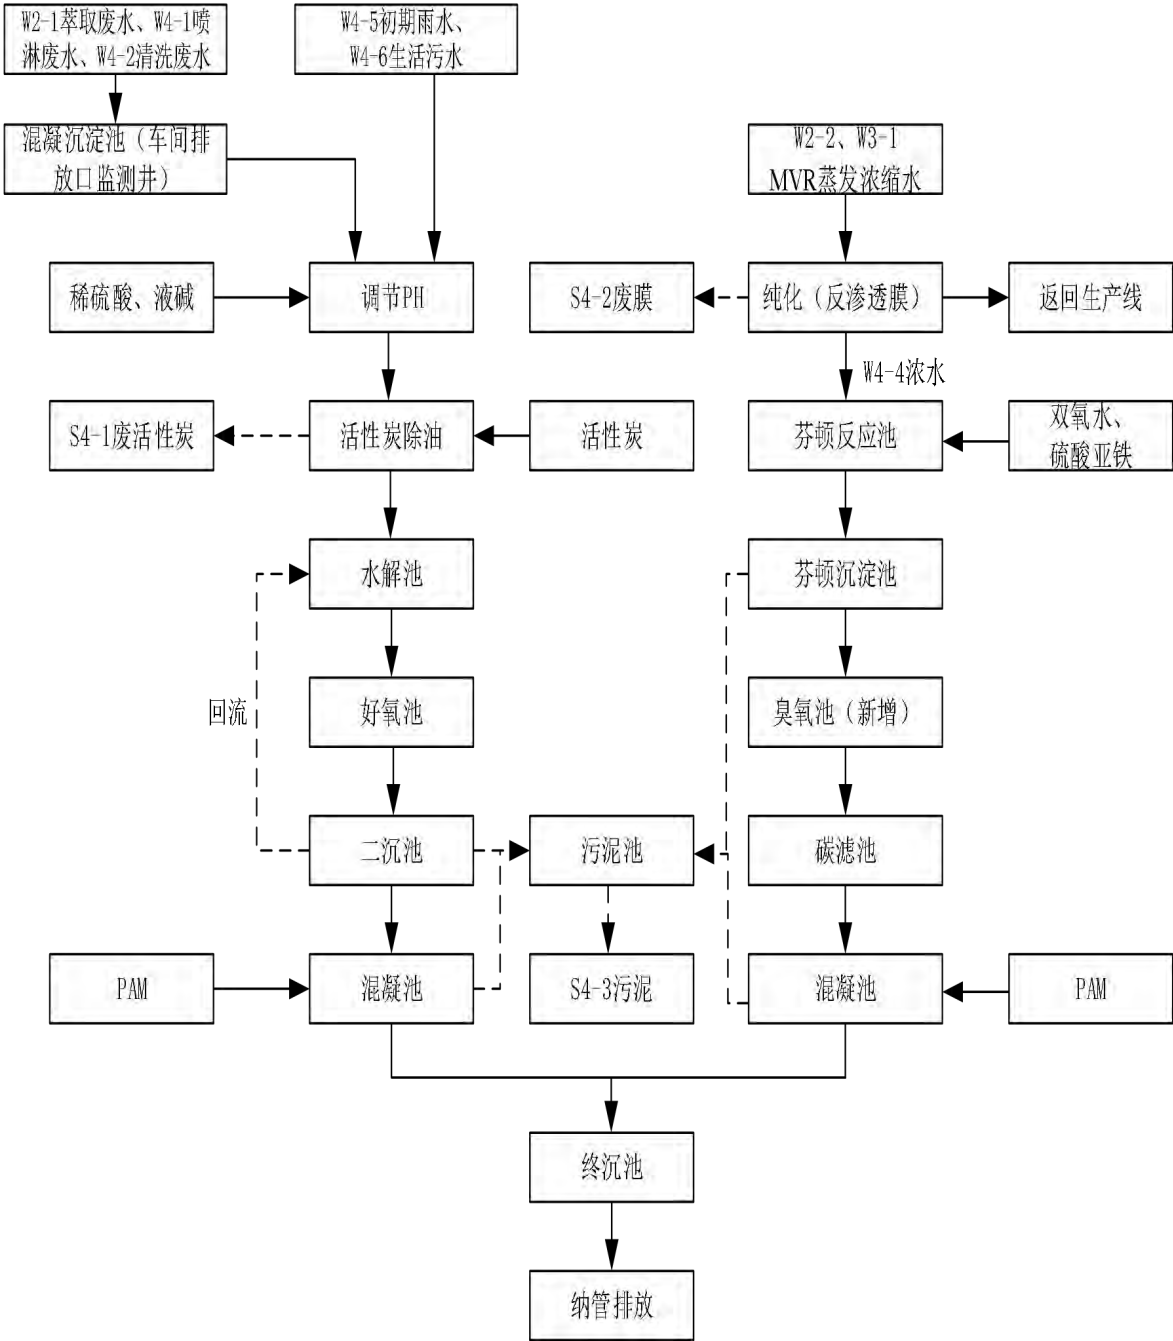 W2-1萃取废水、W4-1喷
淋废水、W4-2清洗废水
W4-5初期雨水、
W4-6生活污水
混凝沉淀池（车间排
放口监测井）
W2-2、W3-1
MVR蒸发浓缩水
稀硫酸、液碱
调节PH
S4-2废膜
纯化（反渗透膜）
返回生产线
W4-4浓水
S4-1废活性炭
活性炭除油
活性炭
芬顿反应池
双氧水、
硫酸亚铁
水解池
芬顿沉淀池
回流
好氧池
臭氧池（新增）
二沉池
污泥池
碳滤池
PAM
混凝池
S4-3污泥
混凝池
PAM
终沉池
纳管排放